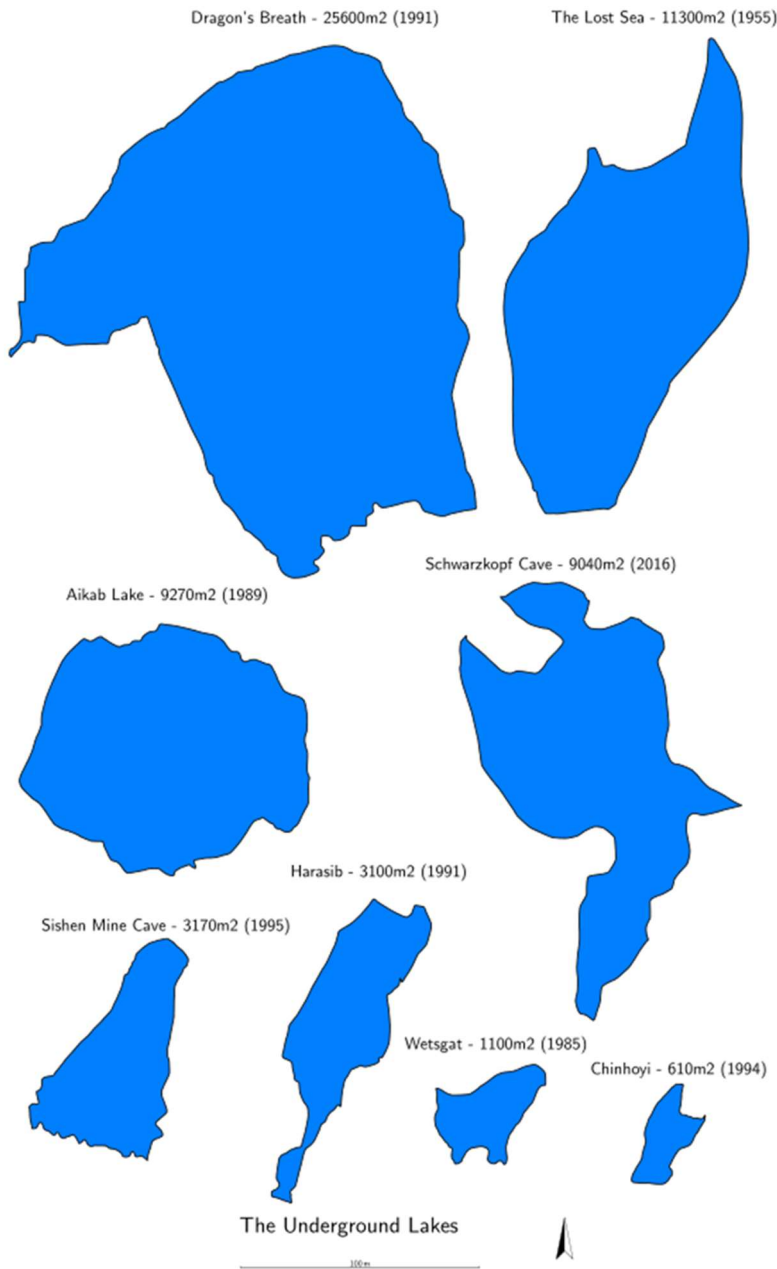 Dragon's Breath - 25600m2 (1991)
The Lost Sea - 11300m2 (1955)
Schwarzkopf Cave - 9040m2 (2016)
Aikab Lake - 9270m2 (1989)
Harasib - 3100m2 (1991)
Sishen Mine Cave - 3170m2 (1995)
Wetsgat - 1100m2 (1985)
Chinhoyi - 610m2 (1994)
The Underground Lakes
100m